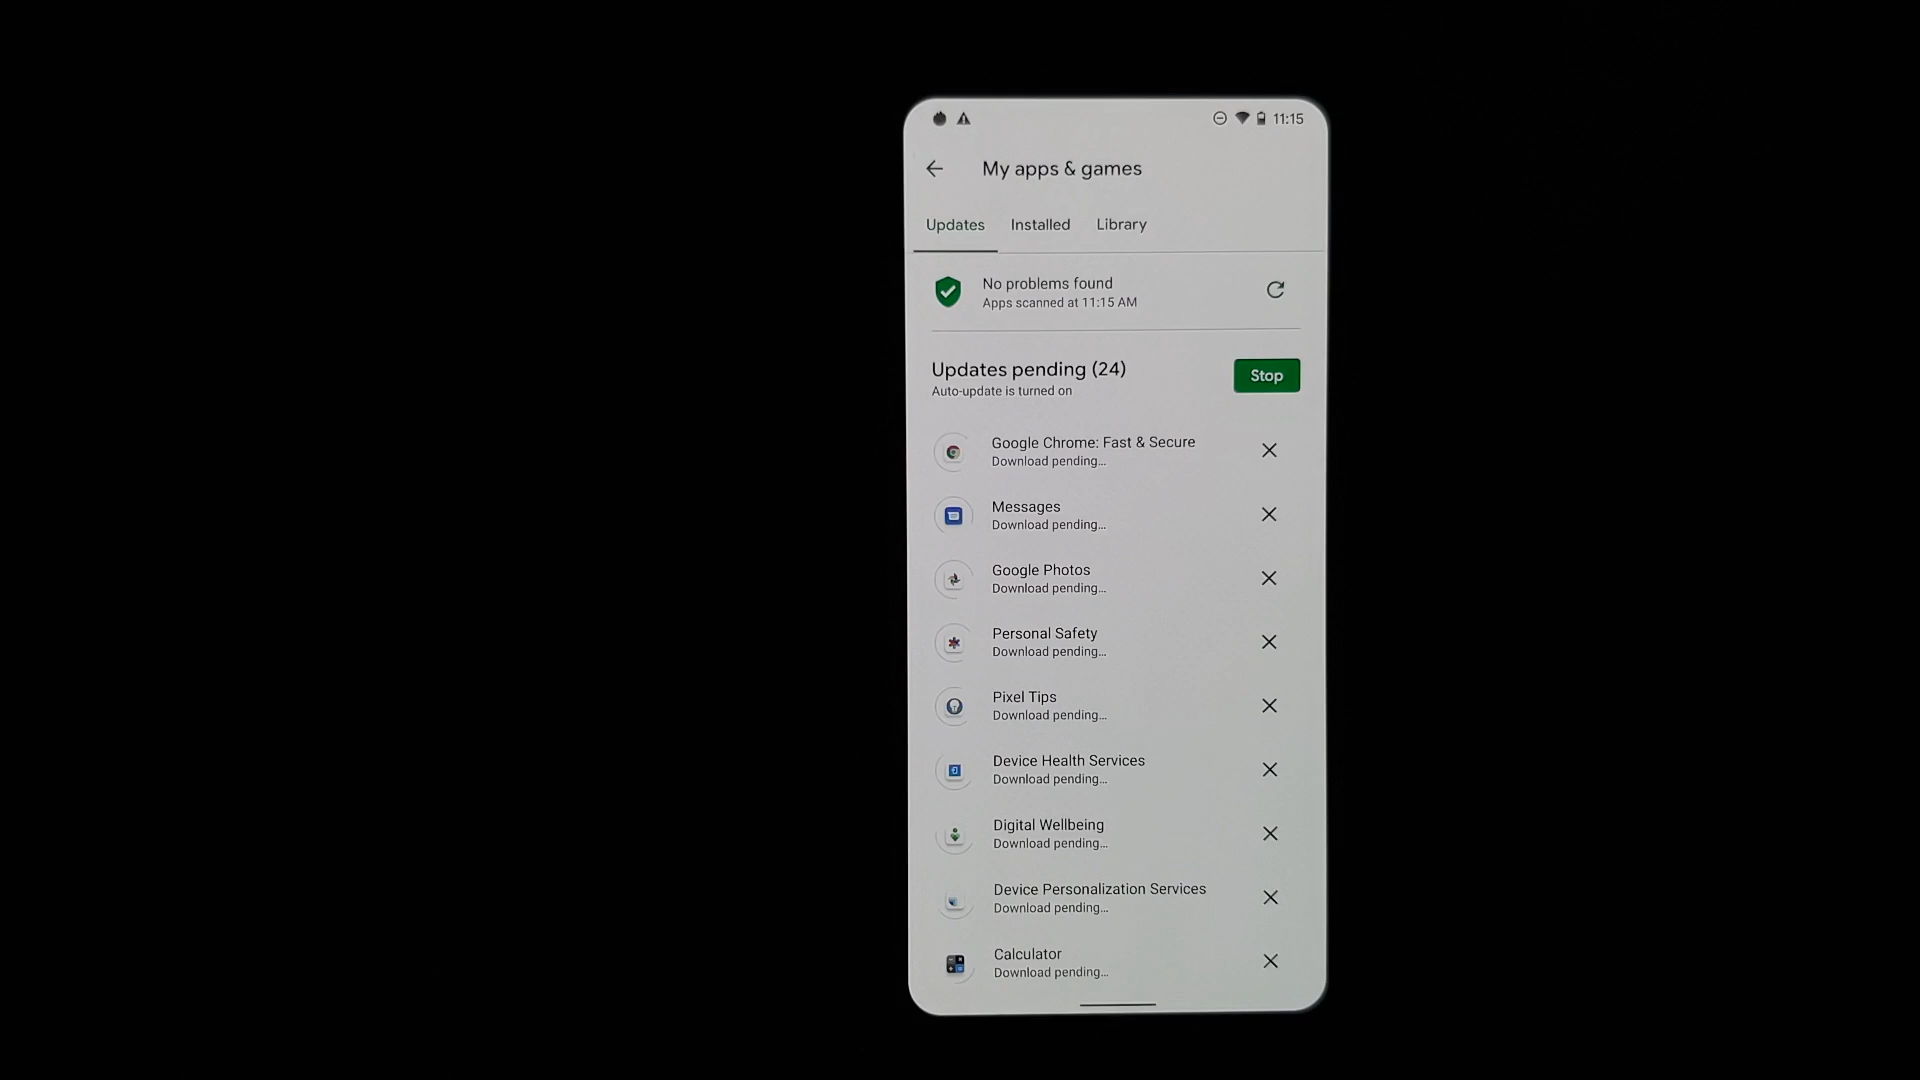 11:15
My apps & games
Updates Installed Library
No problems found
Apps scanned at 11:15 AM
Updates pending (24)
Stop
Auto-update is turned on
Google Chrome: Fast & Secure
Download pending...
Messages
Download pending...
Google Photos
Download pending...
Personal Safety
Download pending...
Pixel Tips
Download pending...
Device Health Services
Download pending...
Digital Wellbeing
Download pending...
Device Personalization Services
Download pending...
Calculator
Download pending...